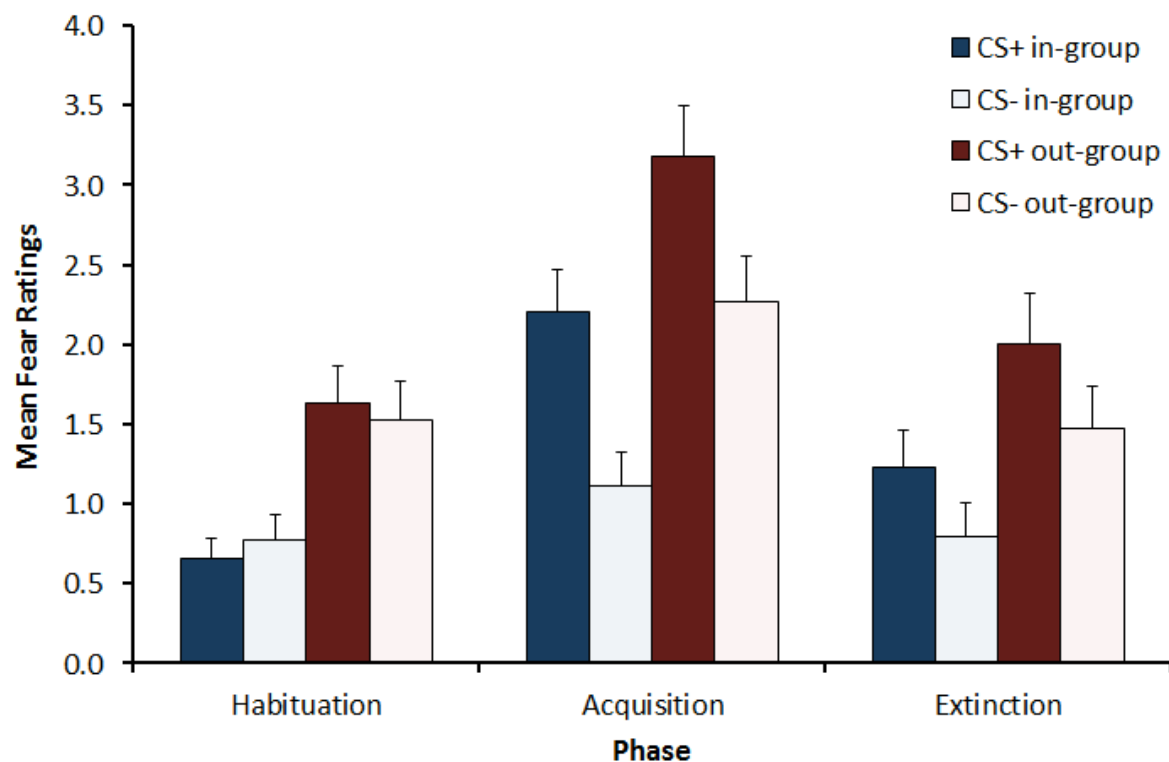 4.0
3.5
3.0
2.5
2.0
1.5
1.0
0.5
0.0
Mean Fear Ratings
CS+ in-group
CS- in-group
CS+ out-group
CS- out-group
Habituation
Acquisition
Extinction
Phase